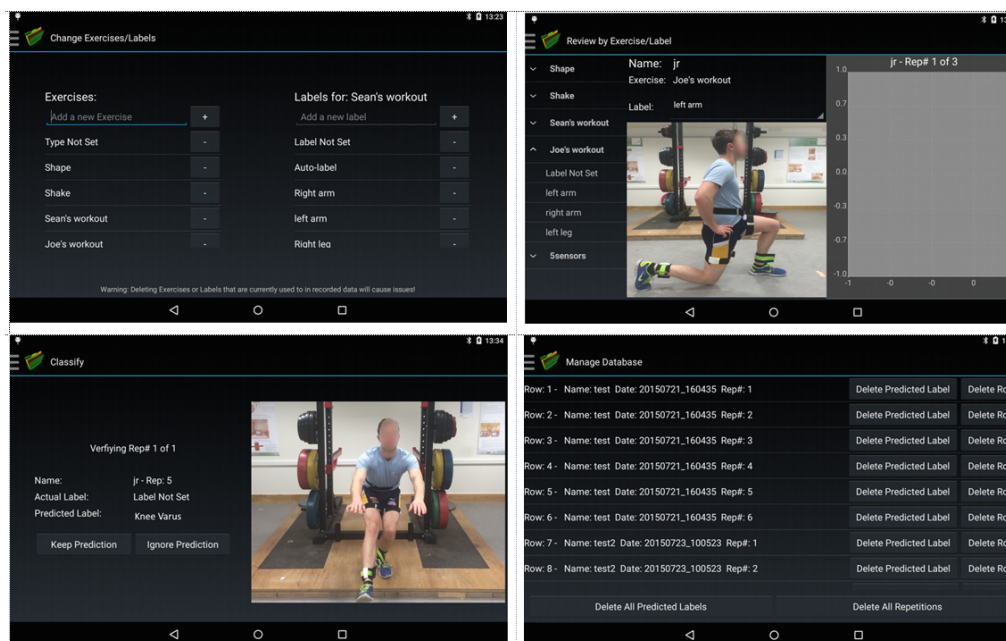 13:23
Change Exercises/Labels
Exercises:
Add a new Exercise +
Type Not Set -
Shape -
Shake -
Sean's workout -
Joe's workout -
Labels for: Sean's workout
Add a new label +
Label Not Set -
Auto-label -
Right arm -
left arm -
Right leg -
Warning: Deleting Exercises or Labels that are currently used to in recorded data will cause issues!
Review by Exercise/Label
Shape
Shake
Sean's workout
Joe's workout
Label Not Set
left arm
right arm
left leg
5sensors
Name: jr
Exercise: Joe's workout
Label: left arm
jr - Rep# 1 of 3
1.0
0.7
0.3
0.0
-0.3
-0.7
-1.0
-1 -0 -0 0
13:34
Classify
Verfiying Rep# 1 of 1
Name: jr - Rep: 5
Actual Label: Label Not Set
Predicted Label: Knee Varus
Keep Prediction Ignore Prediction
Manage Database
Row: 1 - Name: test Date: 20150721_160435 Rep#: 1 Delete Predicted Label Delete
Row: 2 - Name: test Date: 20150721_160435 Rep#: 2 Delete Predicted Label Delete
Row: 3 - Name: test Date: 20150721_160435 Rep#: 3 Delete Predicted Label Delete
Row: 4 - Name: test Date: 20150721_160435 Rep#: 4 Delete Predicted Label Delete
Row: 5 - Name: test Date: 20150721_160435 Rep#: 5 Delete Predicted Label Delete
Row: 6 - Name: test Date: 20150721_160435 Rep#: 6 Delete Predicted Label Delete
Row: 7 - Name: test2 Date: 20150723_100523 Rep#: 1 Delete Predicted Label Delete
Row: 8 - Name: test2 Date: 20150723_100523 Rep#: 2 Delete Predicted Label Delete
Delete All Predicted Labels Delete All Repetitions